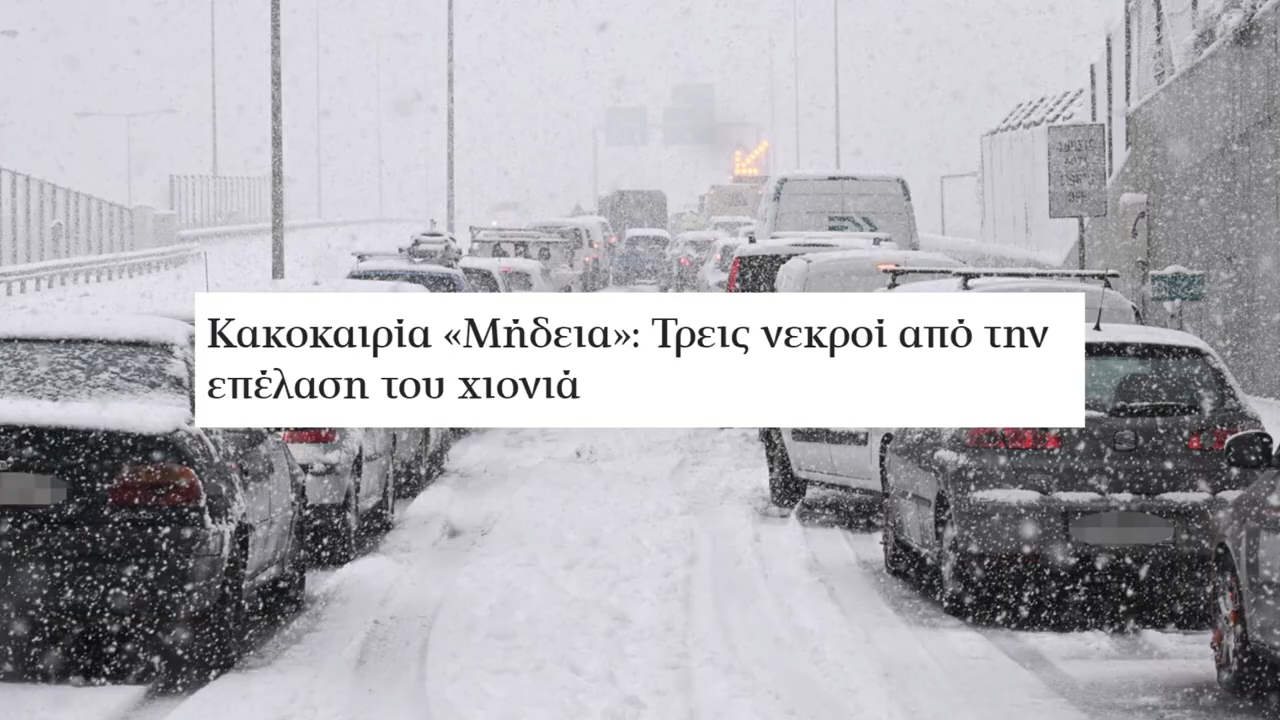 Κακοκαιρία «Μήδεια»: Τρεις νεκροί από την
επέλαση του χιονιά